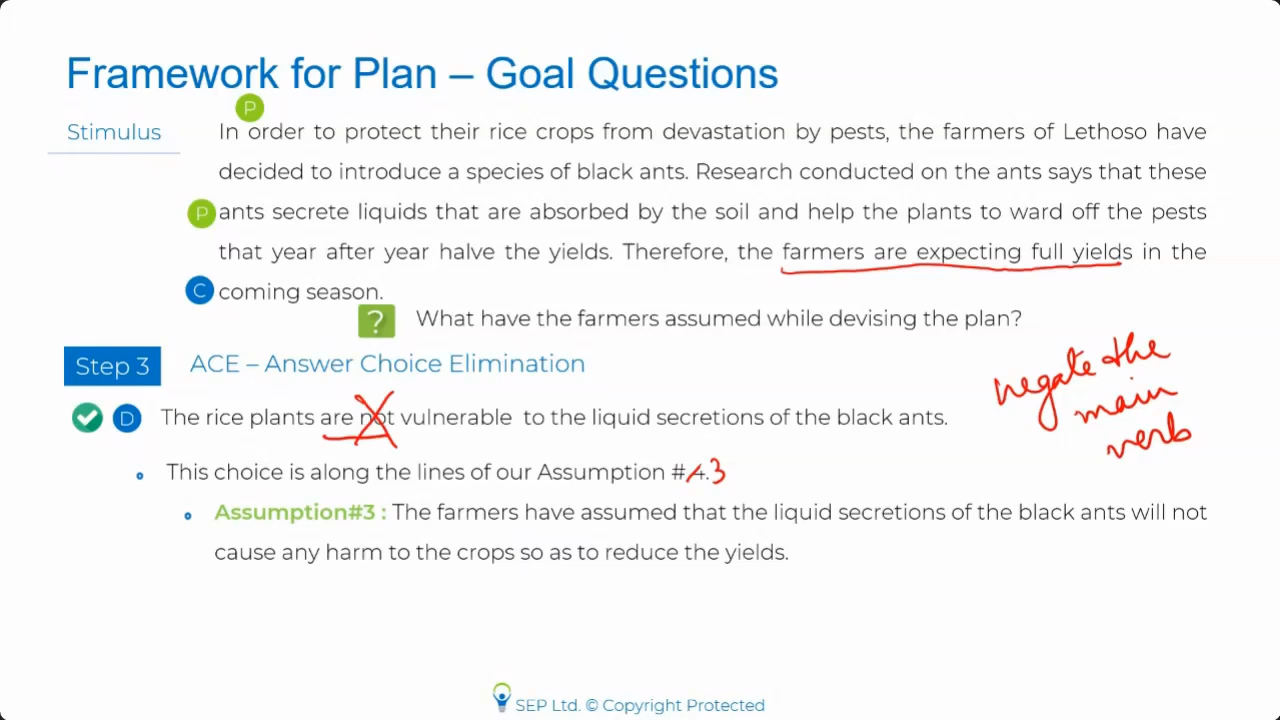 Framework for Plan – Goal Questions
P
Stimulus
In order to protect their rice crops from devastation by pests, the farmers of Lethoso have
decided to introduce a species of black ants. Research conducted on the ants says that these
P ants secrete liquids that are absorbed by the soil and help the plants to ward off the pests
that year after year halve the yields. Therefore, the farmers are expecting full yields in the
C coming season.
? What have the farmers assumed while devising the plan?
Step 3 ACE – Answer Choice Elimination
negate the
main
verb
D The rice plants are not vulnerable to the liquid secretions of the black ants.
This choice is along the lines of our Assumption #4.3
Assumption#3 : The farmers have assumed that the liquid secretions of the black ants will not
cause any harm to the crops so as to reduce the yields.
SEP Ltd. © Copyright Protected